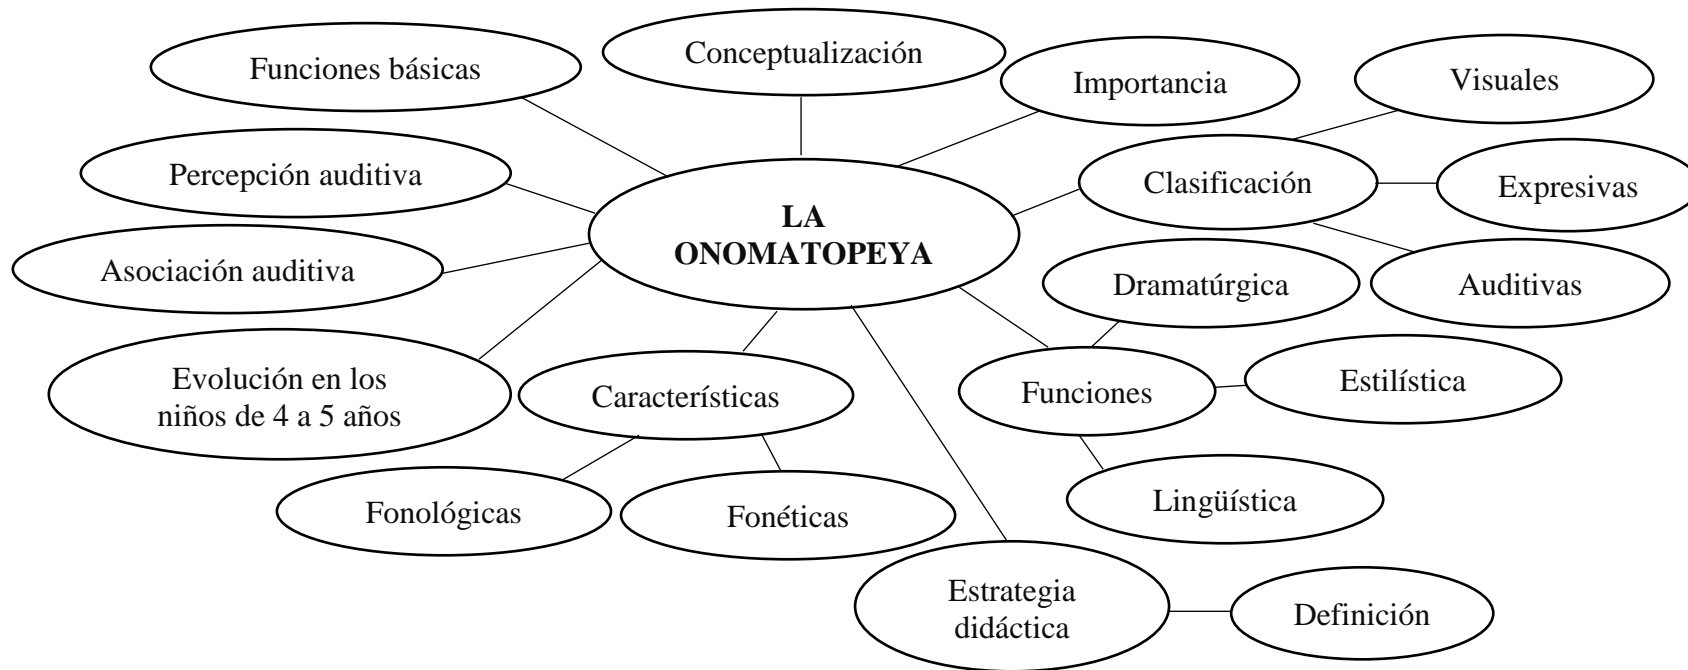 Funciones básicas
Conceptualización
Importancia
Visuales
Percepción auditiva
Clasificación
Expresivas
LA
ONOMATOPEYA
Asociación auditiva
Dramatúrgica
Auditivas
Evolución en los
niños de 4 a 5 años
Características
Funciones
Estilística
Fonológicas
Fonéticas
Lingüística
Estrategia
didáctica
Definición